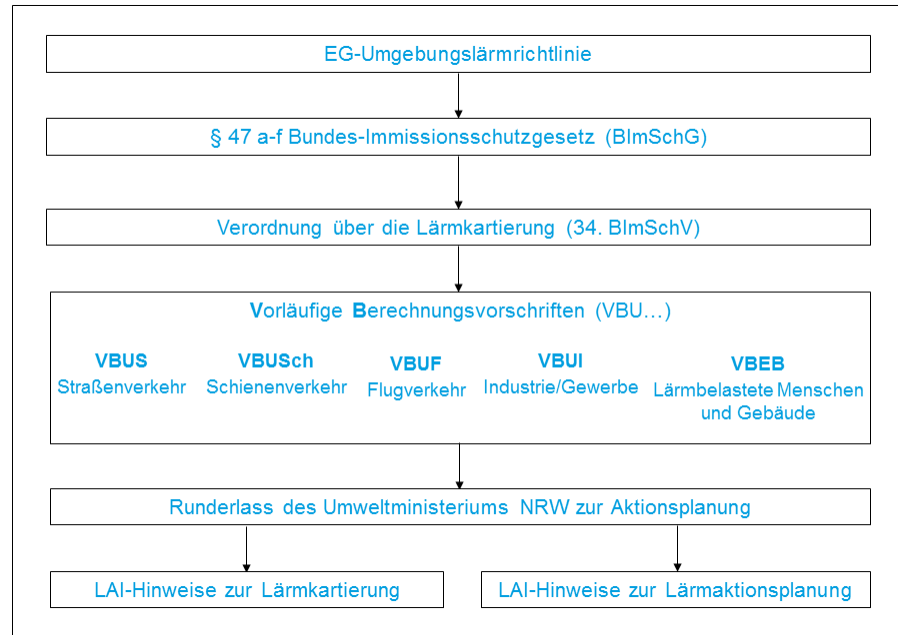 EG-Umgebungslärmrichtlinie
§ 47 a-f Bundes-Immissionsschutzgesetz (BImSchG)
Verordnung über die Lärmkartierung (34. BImSchV)
Vorläufige Berechnungsvorschriften (VBU…)
VBUS
Straßenverkehr
VBUSch
Schienenverkehr
VBUF
Flugverkehr
VBUI
Industrie/Gewerbe
VBEB
Lärmbelastete Menschen
und Gebäude
Runderlass des Umweltministeriums NRW zur Aktionsplanung
LAI-Hinweise zur Lärmkartierung
LAI-Hinweise zur Lärmaktionsplanung